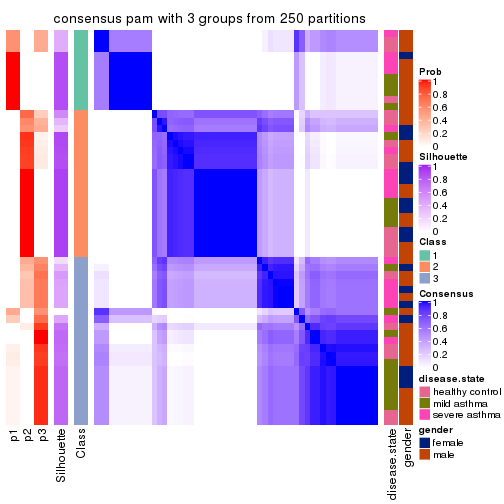 consensus pam with 3 groups from 250 partitions
Prob
1
0.8
0.6
0.4
0.2
0
Silhouette
1
0.8
0.6
0.4
0.2
0
Class
1
2
3
Consensus
1
0.8
0.6
0.4
0.2
0
disease.state
healthy control
mild asthma
severe asthma
gender
female
male
p1
p2
p3
Silhouette
Class
disease.state
gender